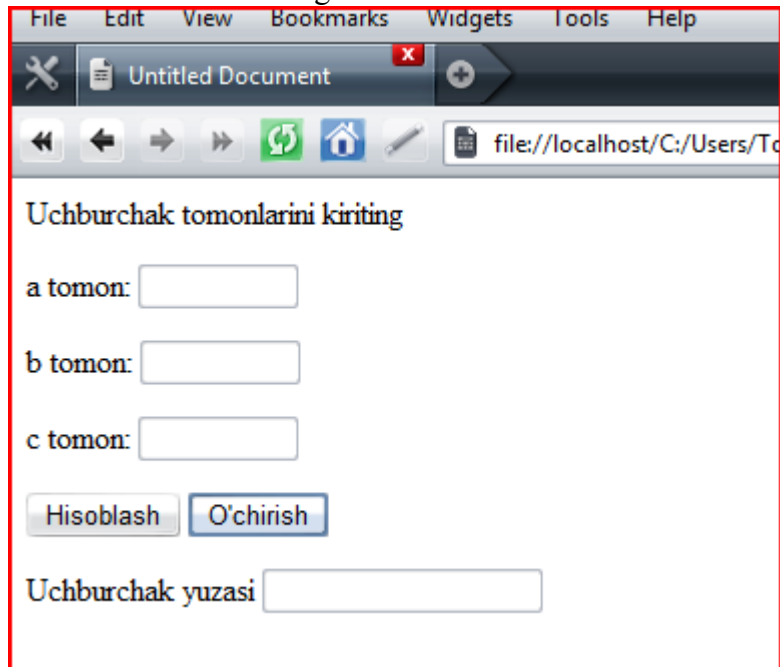 File Edit View Bookmarks Widgets Tools Help
Untitled Document
file://localhost/C:/Users/To
Uchburchak tomonlarini kiriting
a tomon:
b tomon:
c tomon:
Hisoblash O'chirish
Uchburchak yuzasi